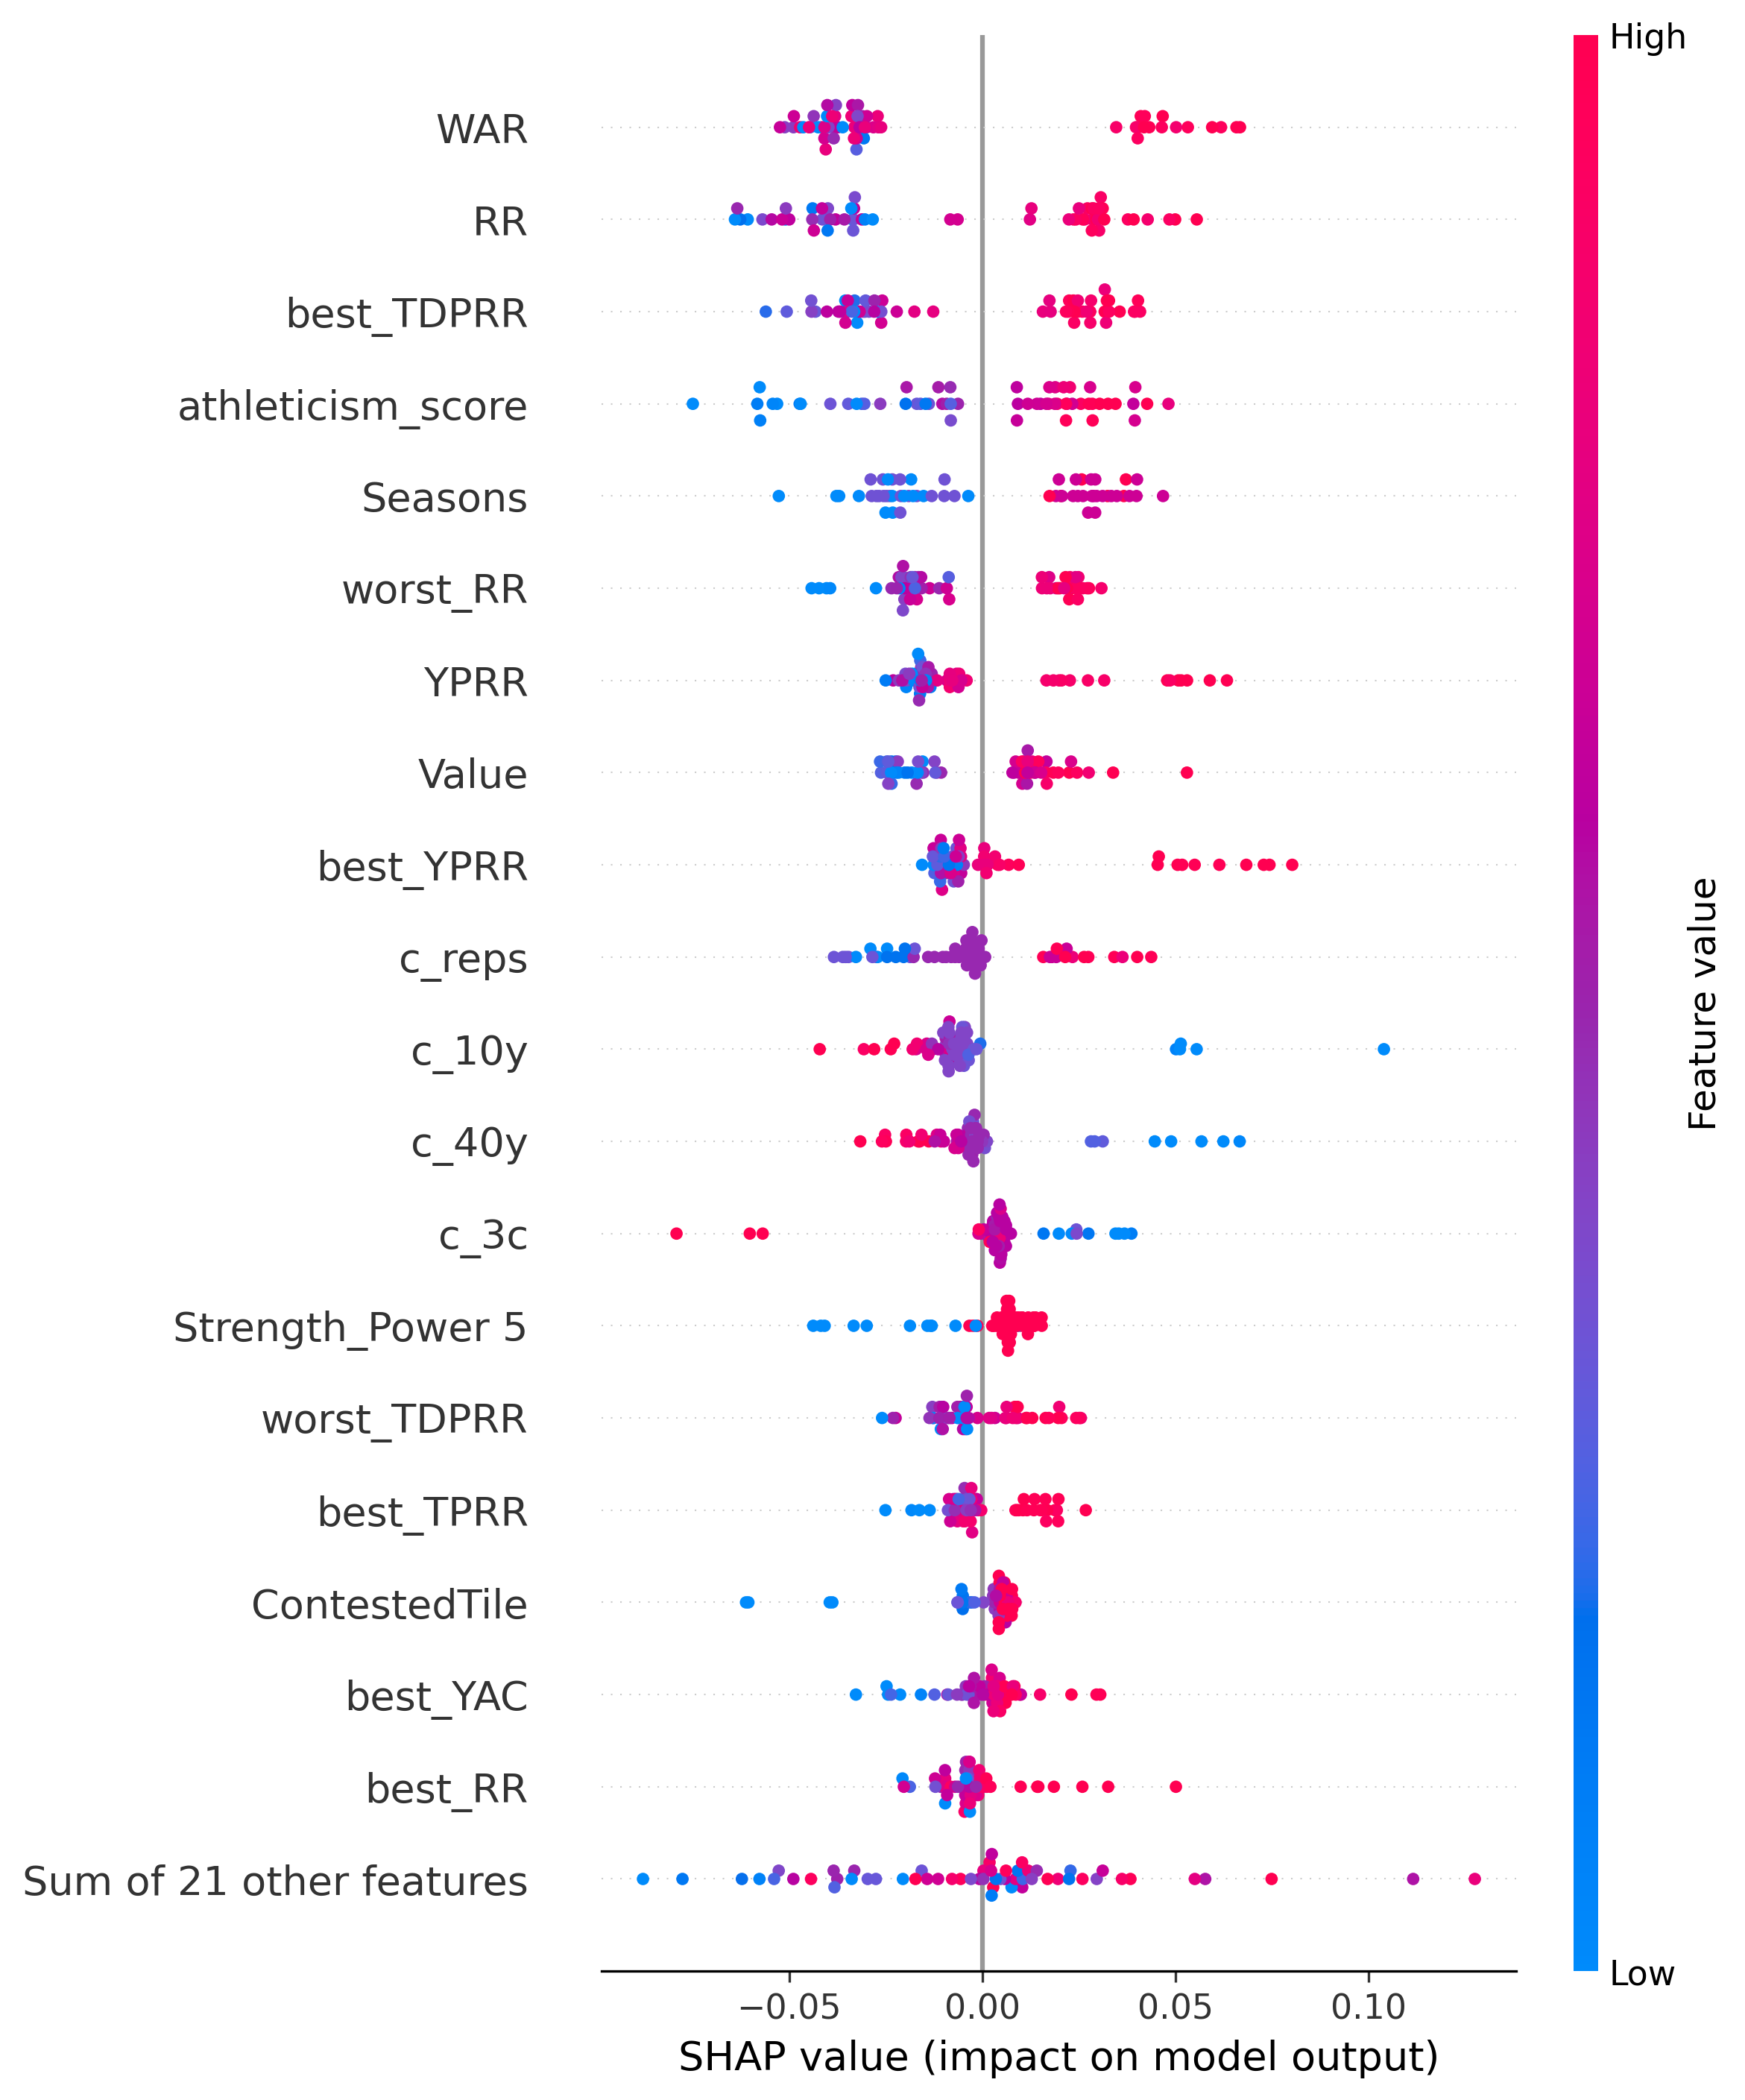 High
WAR
RR
best_TDPRR
athleticism_score
Seasons
worst_RR
YPRR
Value
best_YPRR
c_reps
c_10y
c_40y
c_3c
Strength_Power 5
worst_TDPRR
best_TPRR
ContestedTile
best_YAC
best_RR
Sum of 21 other features
Feature value
Low
−0.05 0.00 0.05 0.10
SHAP value (impact on model output)